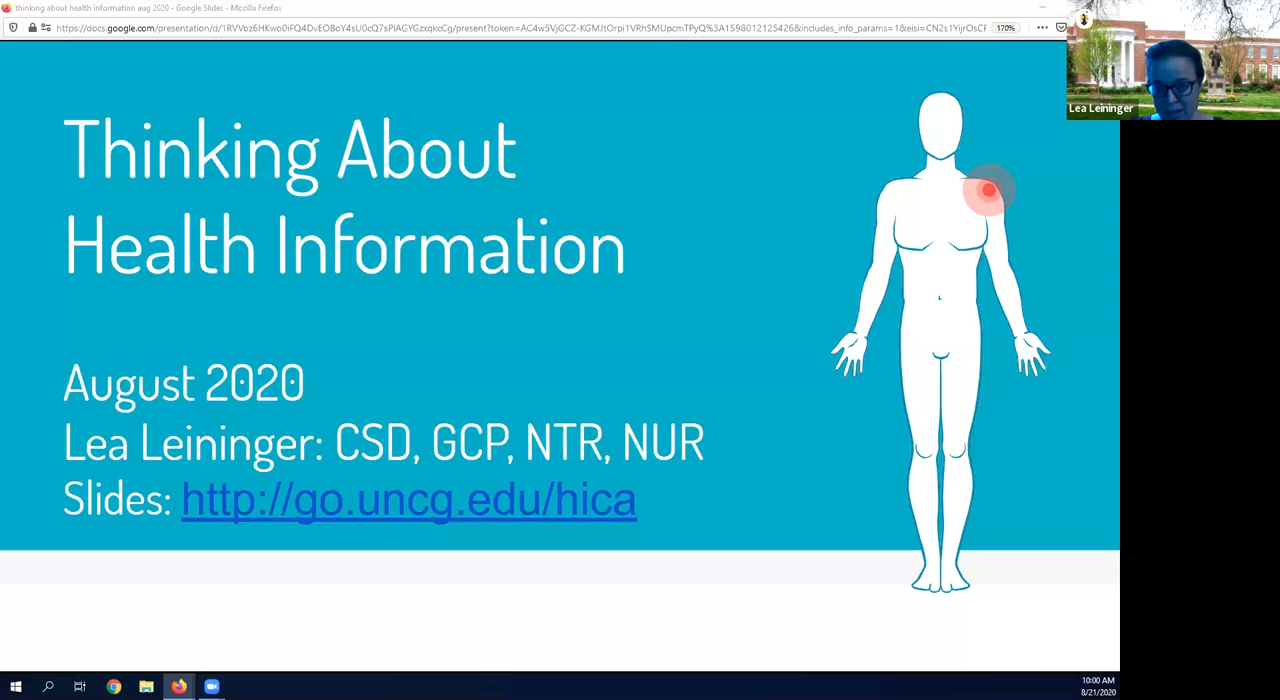 thinking about health information aug 2020 - Google Slides - Mozilla Firefox
170%
Lea Leininger
Thinking About
Health Information
August 2020
Lea Leininger: CSD, GCP, NTR, NUR
Slides: http://go.uncg.edu/hica
10:00 AM
8/21/2020